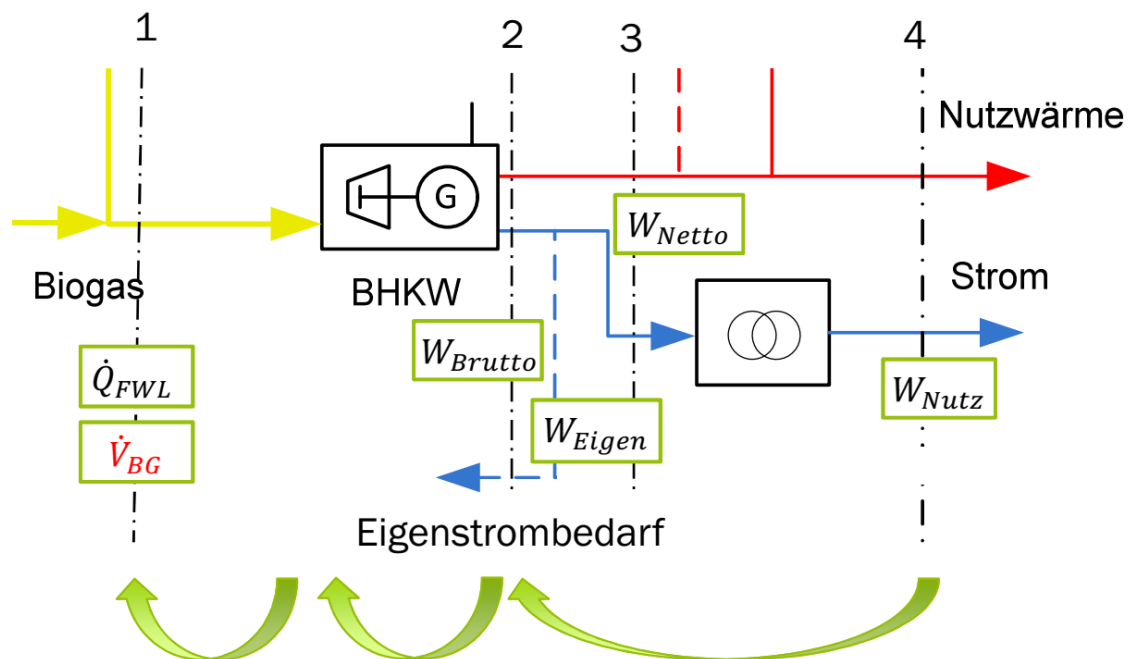 1
2
3
4
Nutzwärme
G
W_Netto
Biogas
BHKW
Strom
Q̇_FWL
W_Brutto
W_Nutz
V̇_BG
W_Eigen
Eigenstrombedarf